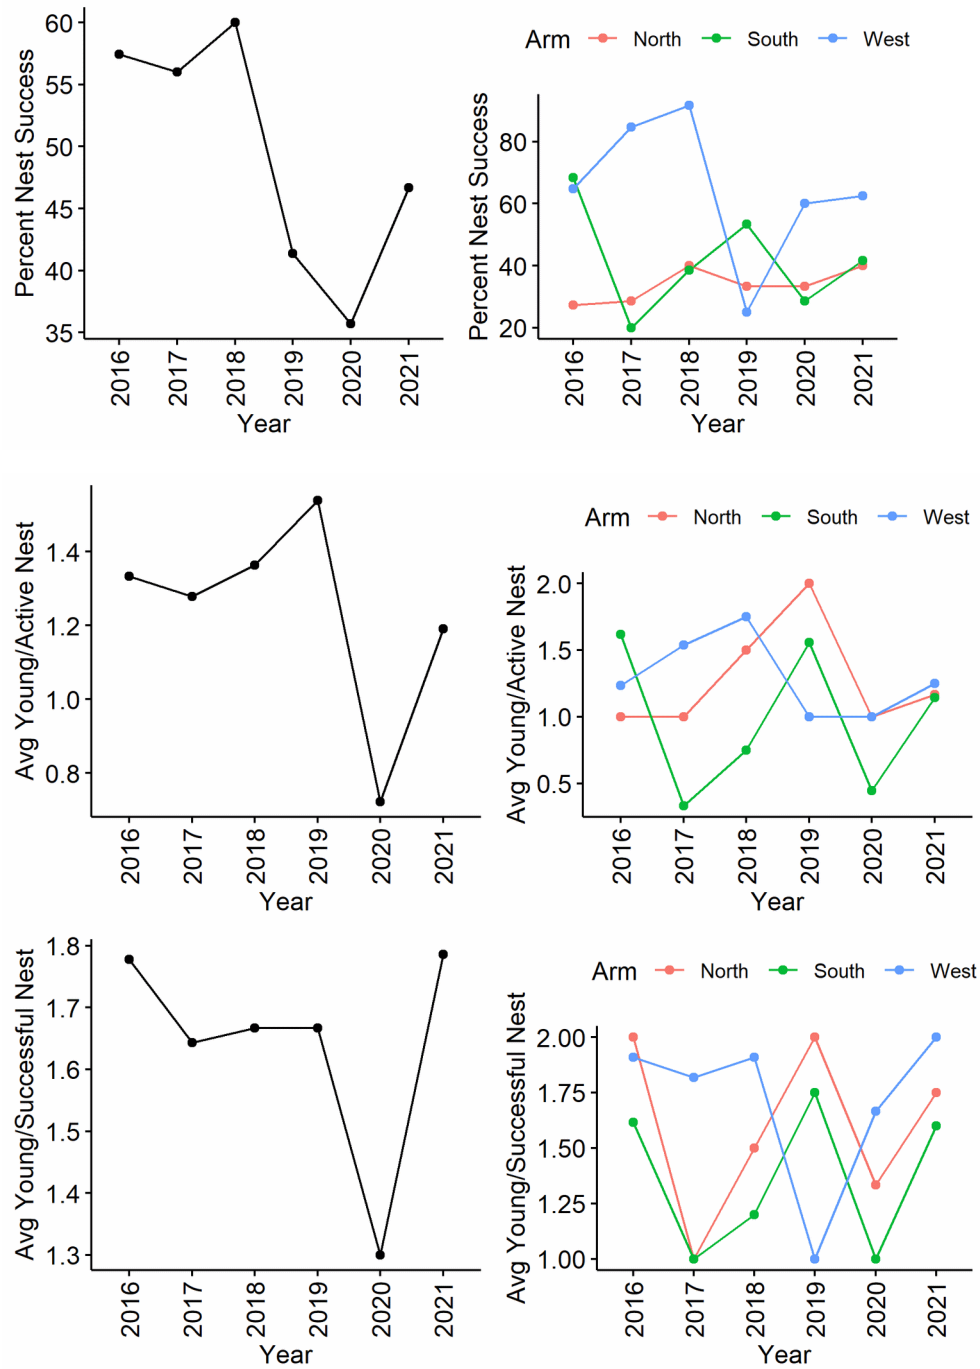 Percent Nest Success
60
55
50
45
40
35
2016 2017 2018 2019 2020 2021
Year
Arm North South West
Percent Nest Success
80
60
40
20
2016 2017 2018 2019 2020 2021
Year
Avg Young/Active Nest
1.4
1.2
1.0
0.8
2016 2017 2018 2019 2020 2021
Year
Arm North South West
Avg Young/Active Nest
2.0
1.5
1.0
0.5
2016 2017 2018 2019 2020 2021
Year
Avg Young/Successful Nest
1.8
1.7
1.6
1.5
1.4
1.3
2016 2017 2018 2019 2020 2021
Year
Arm North South West
Avg Young/Successful Nest
2.00
1.75
1.50
1.25
1.00
2016 2017 2018 2019 2020 2021
Year